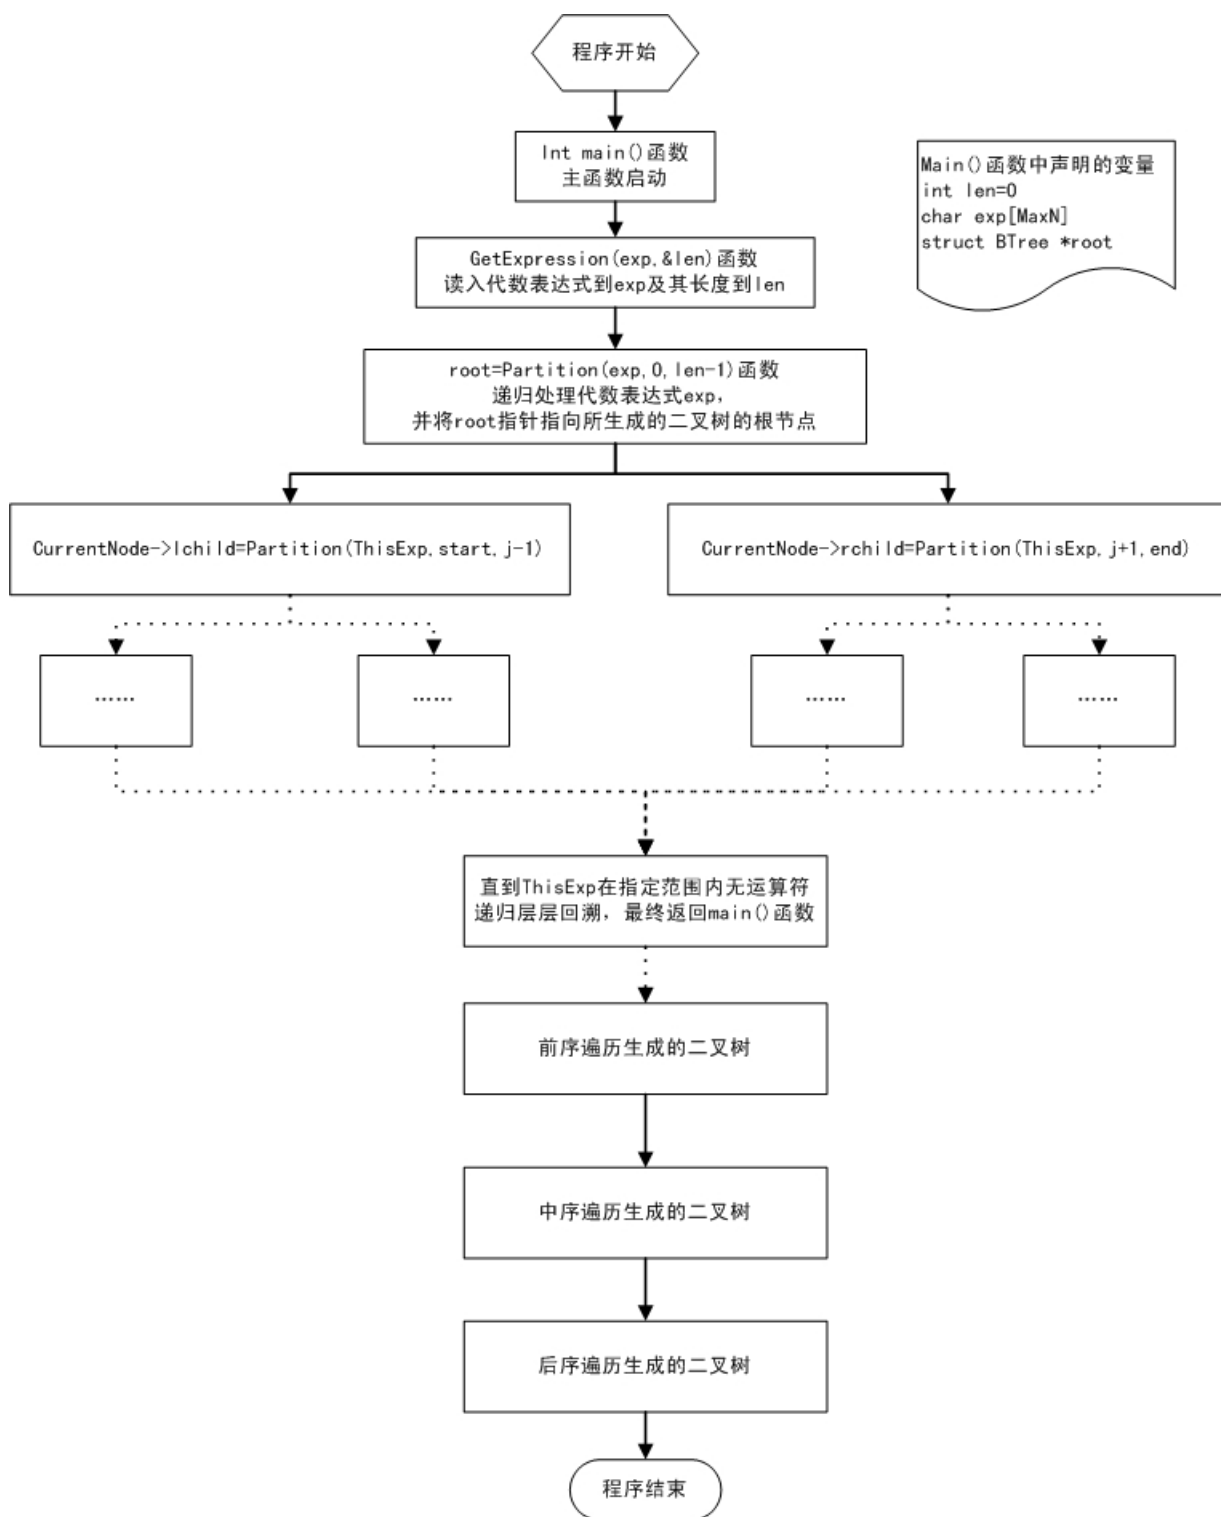 程序开始
Int main()函数
主函数启动
Main()函数中声明的变量
int len=0
char exp[MaxN]
struct BTree *root
GetExpression(exp,&len)函数
读入代数表达式到exp及其长度到len
root=Partition(exp,0,len-1)函数
递归处理代数表达式exp,
并将root指针指向所生成的二叉树的根节点
CurrentNode->lchild=Partition(ThisExp,start,j-1)
CurrentNode->rchild=Partition(ThisExp,j+1,end)
……
……
……
……
直到ThisExp在指定范围内无运算符
递归层层回溯，最终返回main()函数
前序遍历生成的二叉树
中序遍历生成的二叉树
后序遍历生成的二叉树
程序结束